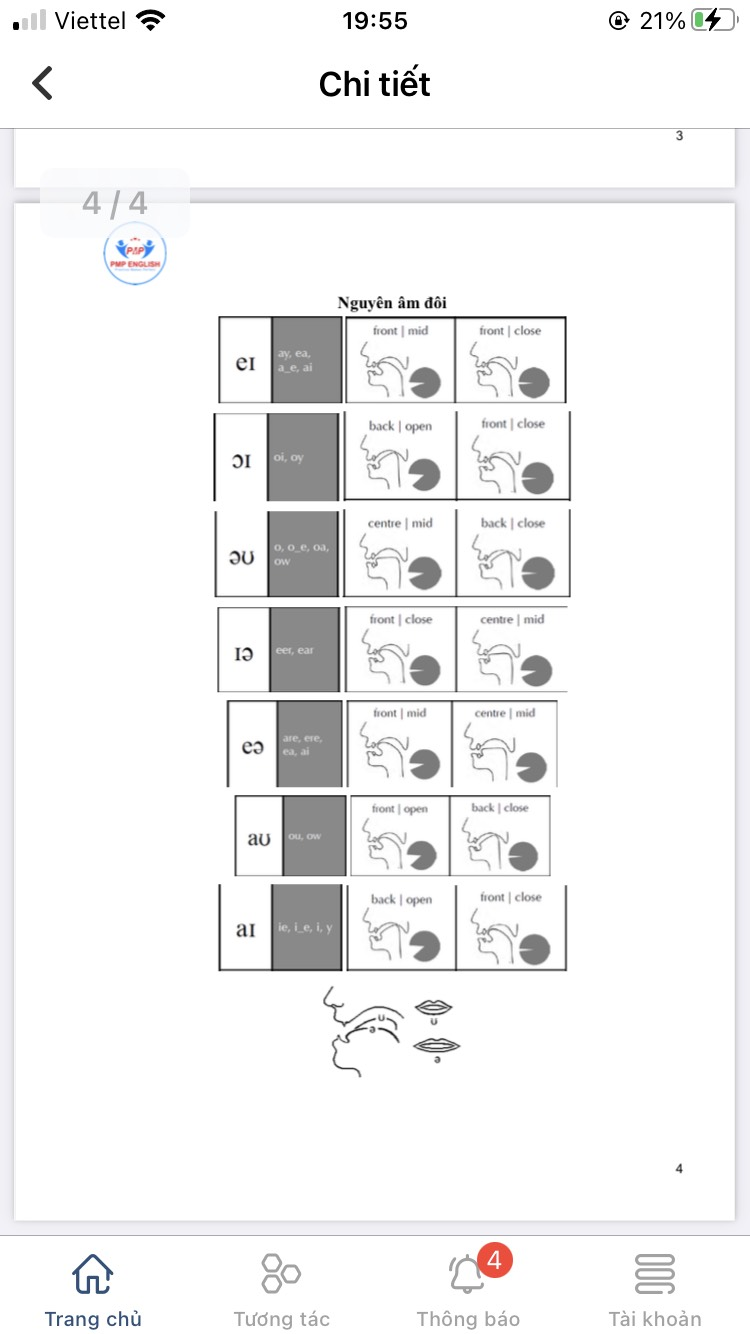 Viettel 19:55 21%
Chi tiết
3
4 / 4
PMP
PMP ENGLISH
Nguyên âm đôi
eɪ ay, ea, front | mid front | close
a_e, ai
ɔɪ oi, oy back | open front | close
əʊ o, o_e, oa, centre | mid back | close
ow
ɪə eer, ear front | close centre | mid
eə are, ere, front | mid centre | mid
ea, ai
aʊ ou, ow front | open back | close
aɪ ie, i_e, i, y back | open front | close
ʊ ʊ
ə ə
4
4
Trang chủ Tương tác Thông báo Tài khoản